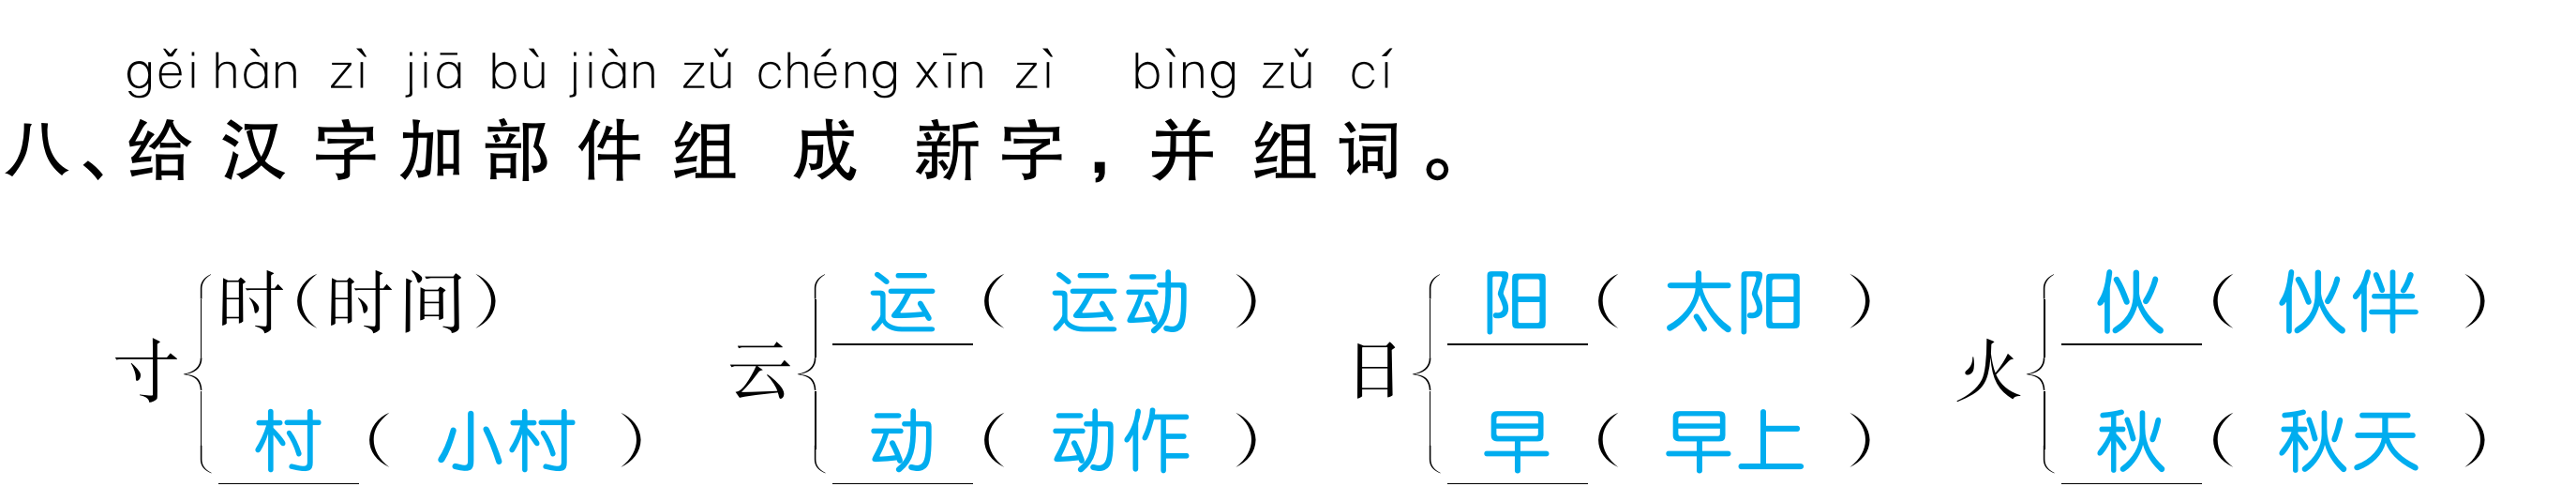 gěi hàn zì jiā bù jiàn zǔ chéng xīn zì bìng zǔ cí
八、给汉字加部件组成新字，并组词。
时（时间） 运（运动） 阳（太阳） 伙（伙伴）
寸 云 日 火
村（小村） 动（动作） 早（早上） 秋（秋天）